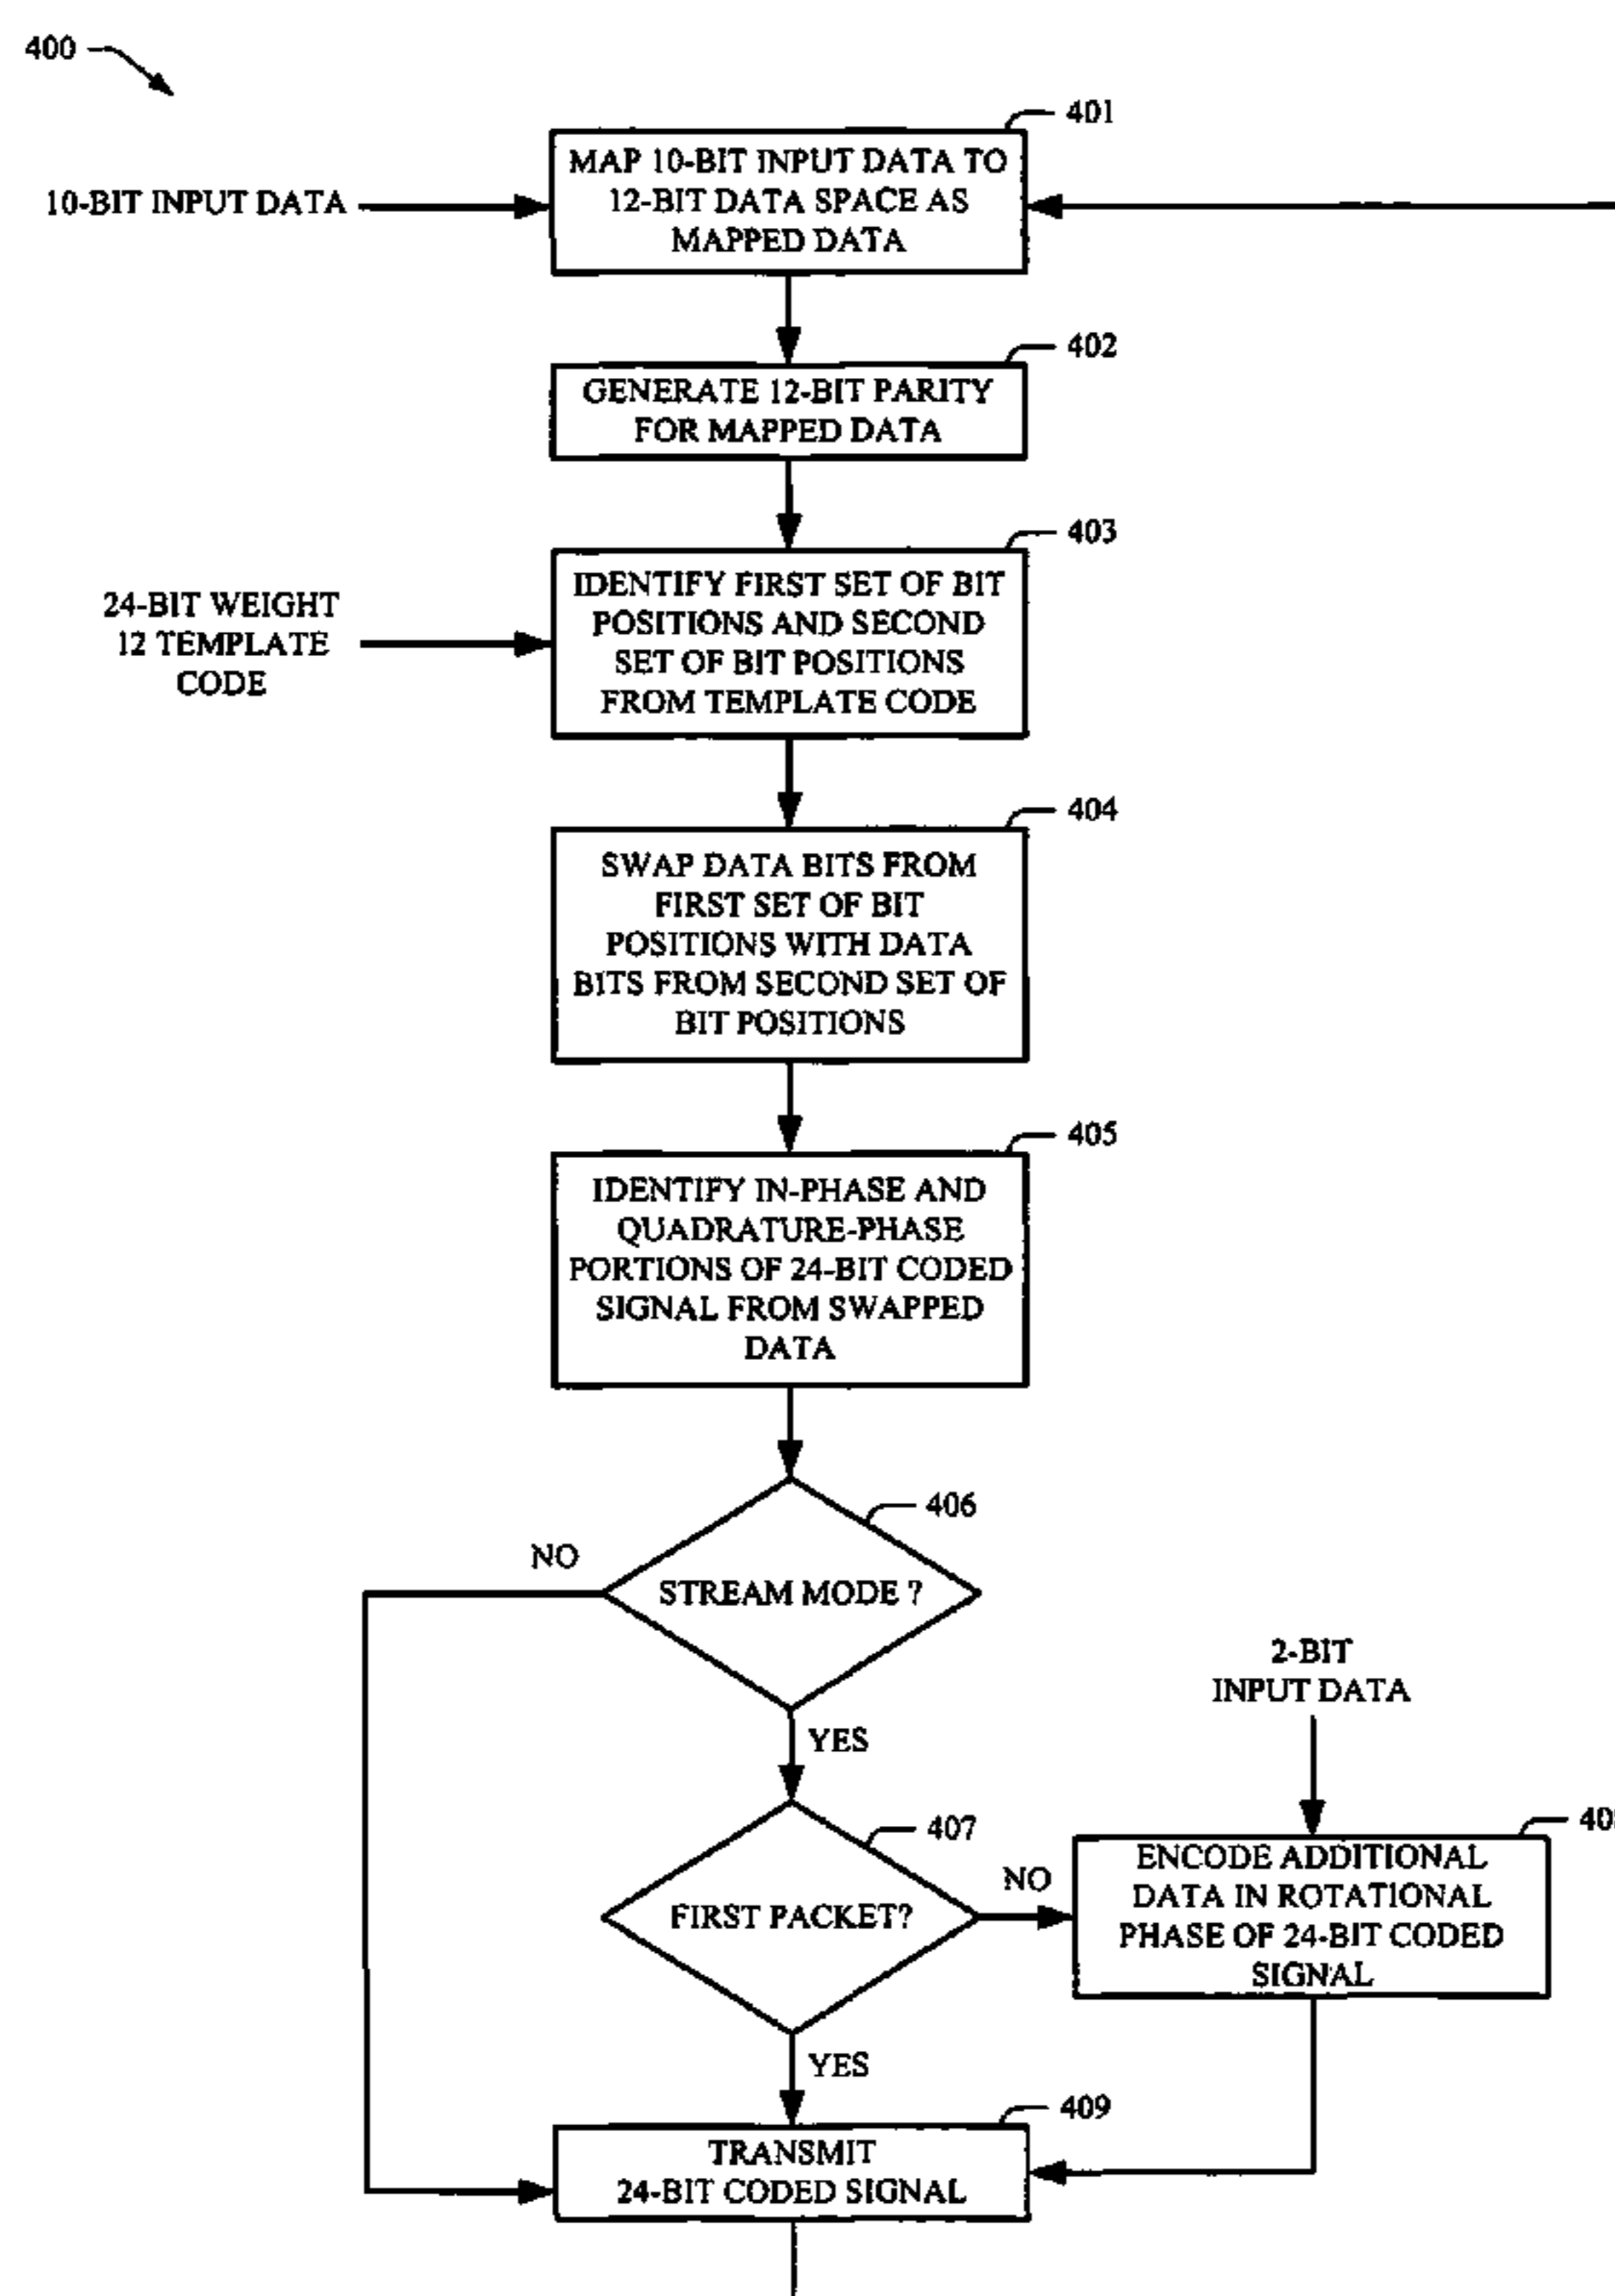 400
401
MAP 10-BIT INPUT DATA TO
12-BIT DATA SPACE AS
MAPPED DATA
10-BIT INPUT DATA
402
GENERATE 12-BIT PARITY
FOR MAPPED DATA
403
IDENTIFY FIRST SET OF BIT
POSITIONS AND SECOND
SET OF BIT POSITIONS
FROM TEMPLATE CODE
24-BIT WEIGHT
12 TEMPLATE
CODE
404
SWAP DATA BITS FROM
FIRST SET OF BIT
POSITIONS WITH DATA
BITS FROM SECOND SET OF
BIT POSITIONS
405
IDENTIFY IN-PHASE AND
QUADRATURE-PHASE
PORTIONS OF 24-BIT CODED
SIGNAL FROM SWAPPED
DATA
406
NO
STREAM MODE ?
YES
2-BIT
INPUT DATA
407
FIRST PACKET?
NO
ENCODE ADDITIONAL
DATA IN ROTATIONAL
PHASE OF 24-BIT CODED
SIGNAL
YES
409
TRANSMIT
24-BIT CODED SIGNAL